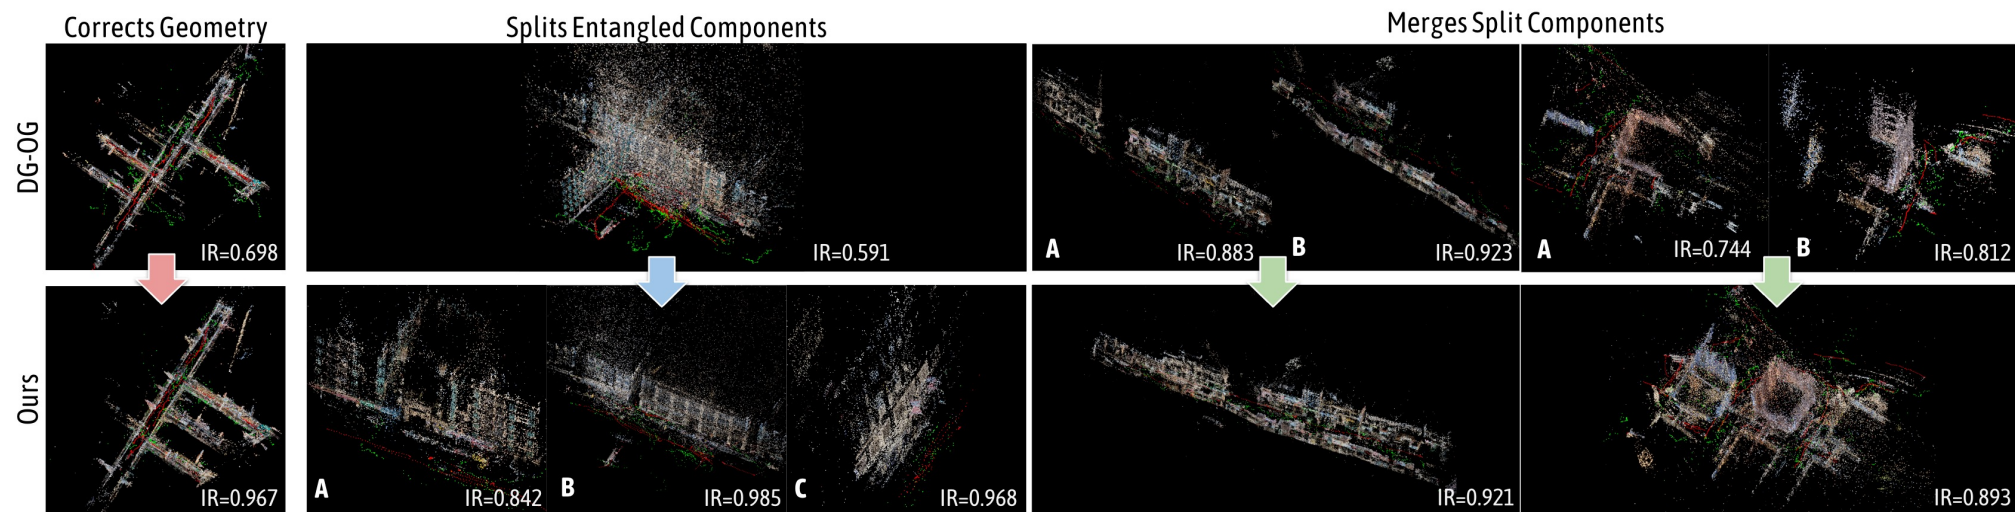 Corrects Geometry
Splits Entangled Components
Merges Split Components
DG-OG
IR=0.698
IR=0.591
A
IR=0.883
B
IR=0.923
A
IR=0.744
B
IR=0.812
Ours
IR=0.967
A
IR=0.842
B
IR=0.985
C
IR=0.968
IR=0.921
IR=0.893